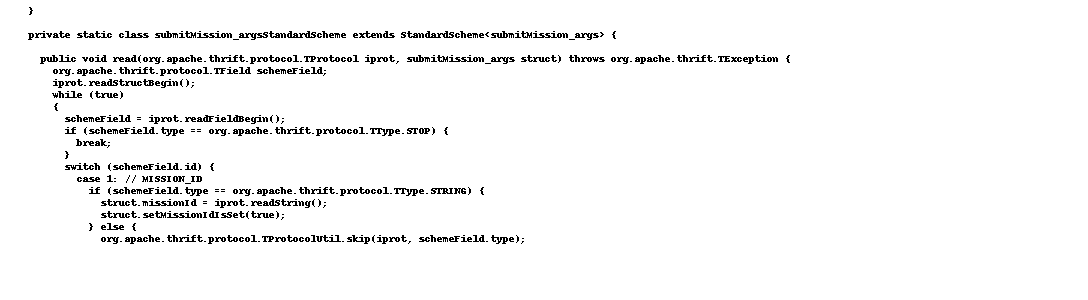 }
private static class submitMission_argsStandardScheme extends StandardScheme<submitMission_args> {
public void read(org.apache.thrift.protocol.TProtocol iprot, submitMission_args struct) throws org.apache.thrift.TException {
org.apache.thrift.protocol.TField schemeField;
iprot.readStructBegin();
while (true)
{
schemeField = iprot.readFieldBegin();
if (schemeField.type == org.apache.thrift.protocol.TType.STOP) {
break;
}
switch (schemeField.id) {
case 1: // MISSION_ID
if (schemeField.type == org.apache.thrift.protocol.TType.STRING) {
struct.missionId = iprot.readString();
struct.setMissionIdIsSet(true);
} else {
org.apache.thrift.protocol.TProtocolUtil.skip(iprot, schemeField.type);